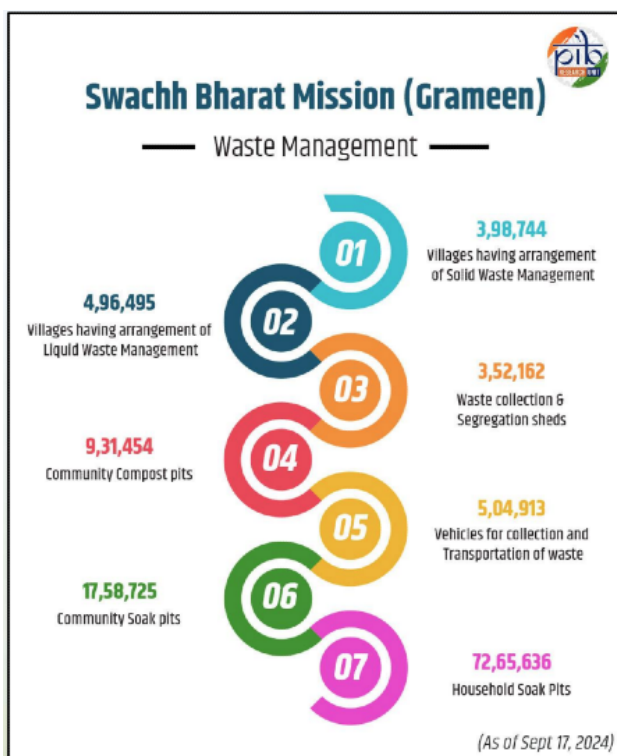 pib
RESEARCH UNIT
Swachh Bharat Mission (Grameen)
Waste Management
01
3,98,744
Villages having arrangement
of Solid Waste Management
02
4,96,495
Villages having arrangement of
Liquid Waste Management
03
3,52,162
Waste collection &
Segregation sheds
04
9,31,454
Community Compost pits
05
5,04,913
Vehicles for collection and
Transportation of waste
06
17,58,725
Community Soak pits
07
72,65,636
Household Soak Pits
(As of Sept 17, 2024)